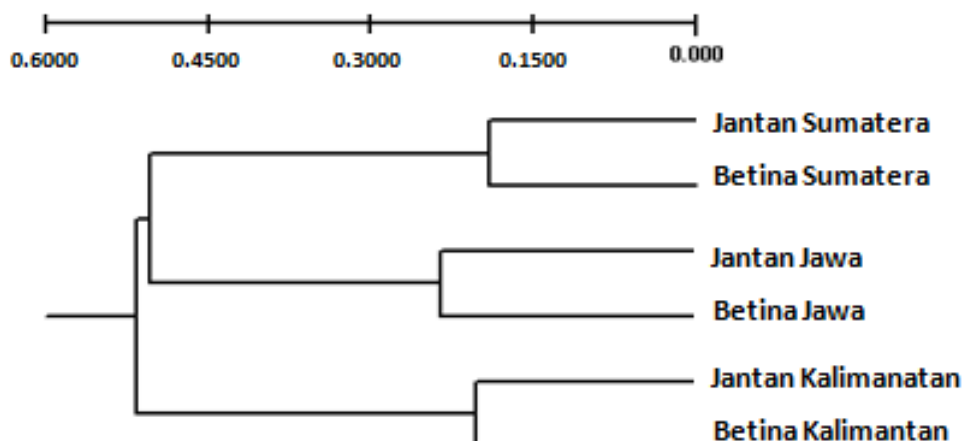 0.6000 0.4500 0.3000 0.1500 0.000
Jantan Sumatera
Betina Sumatera
Jantan Jawa
Betina Jawa
Jantan Kalimanatan
Betina Kalimantan